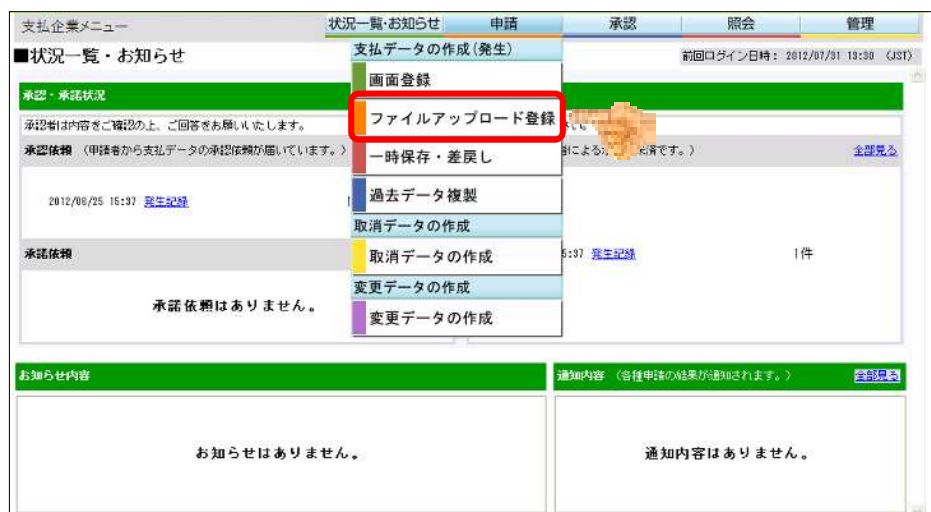 支払企業メニュー
状況一覧・お知らせ 申請 承認 照会 管理
■状況一覧・お知らせ
前回ログイン日時： 2012/07/31 13:30 (JST)
支払データの作成(発生)
画面登録
ファイルアップロード登録
一時保存・差戻し
過去データ複製
取消データの作成
取消データの作成
変更データの作成
変更データの作成
承認・承諾状況
承認者は内容をご確認の上、ご回答をお願いいたします。
承認依頼 （申請者から支払データの承認依頼が届いています。）
全部見る
2012/06/25 15:37 発生記録
承諾依頼
5:37 発生記録 1件
承諾依頼はありません。
お知らせ内容
通知内容 （各種申請の結果が通知されます。） 全部見る
お知らせはありません。
通知内容はありません。